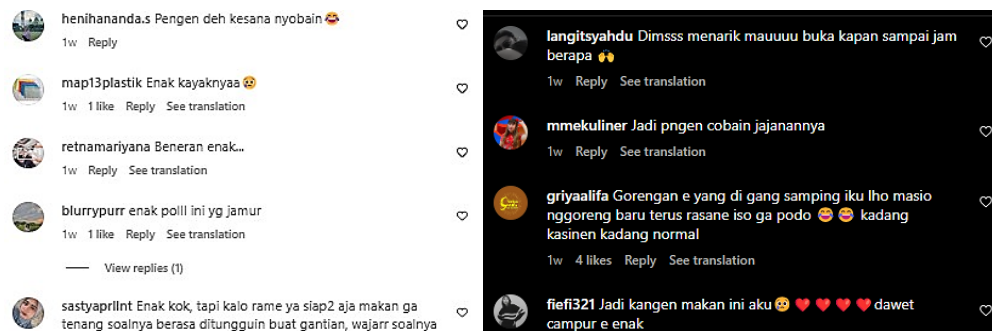 henihananda.s Pengen deh kesana nyobain😂
1w Reply
map13plastik Enak kayaknyaa😢
1w 1 like Reply See translation
retnamariyana Beneran enak...
1w Reply See translation
blurrypurr enak polll ini yg jamur
1w 1 like Reply See translation
View replies (1)
sastyaprllnt Enak kok, tapi kalo rame ya siap2 aja makan ga
tenang soalnya berasa ditungguin buat gantian, wajarr soalnya
langitsyahdu Dimsss menarik mauuuu buka kapan sampai jam
berapa 🙌
1w Reply See translation
mmekuliner Jadi pngen cobain jajanannya
1w Reply See translation
griyaalifa Gorengan e yang di gang samping iku lho masio
nggoreng baru terus rasane iso ga podo 😂 😂 kadang
kasinen kadang normal
1w 4 likes Reply See translation
fiefi321 Jadi kangen makan ini aku🥺❤️❤️❤️❤️dawet
campur e enak